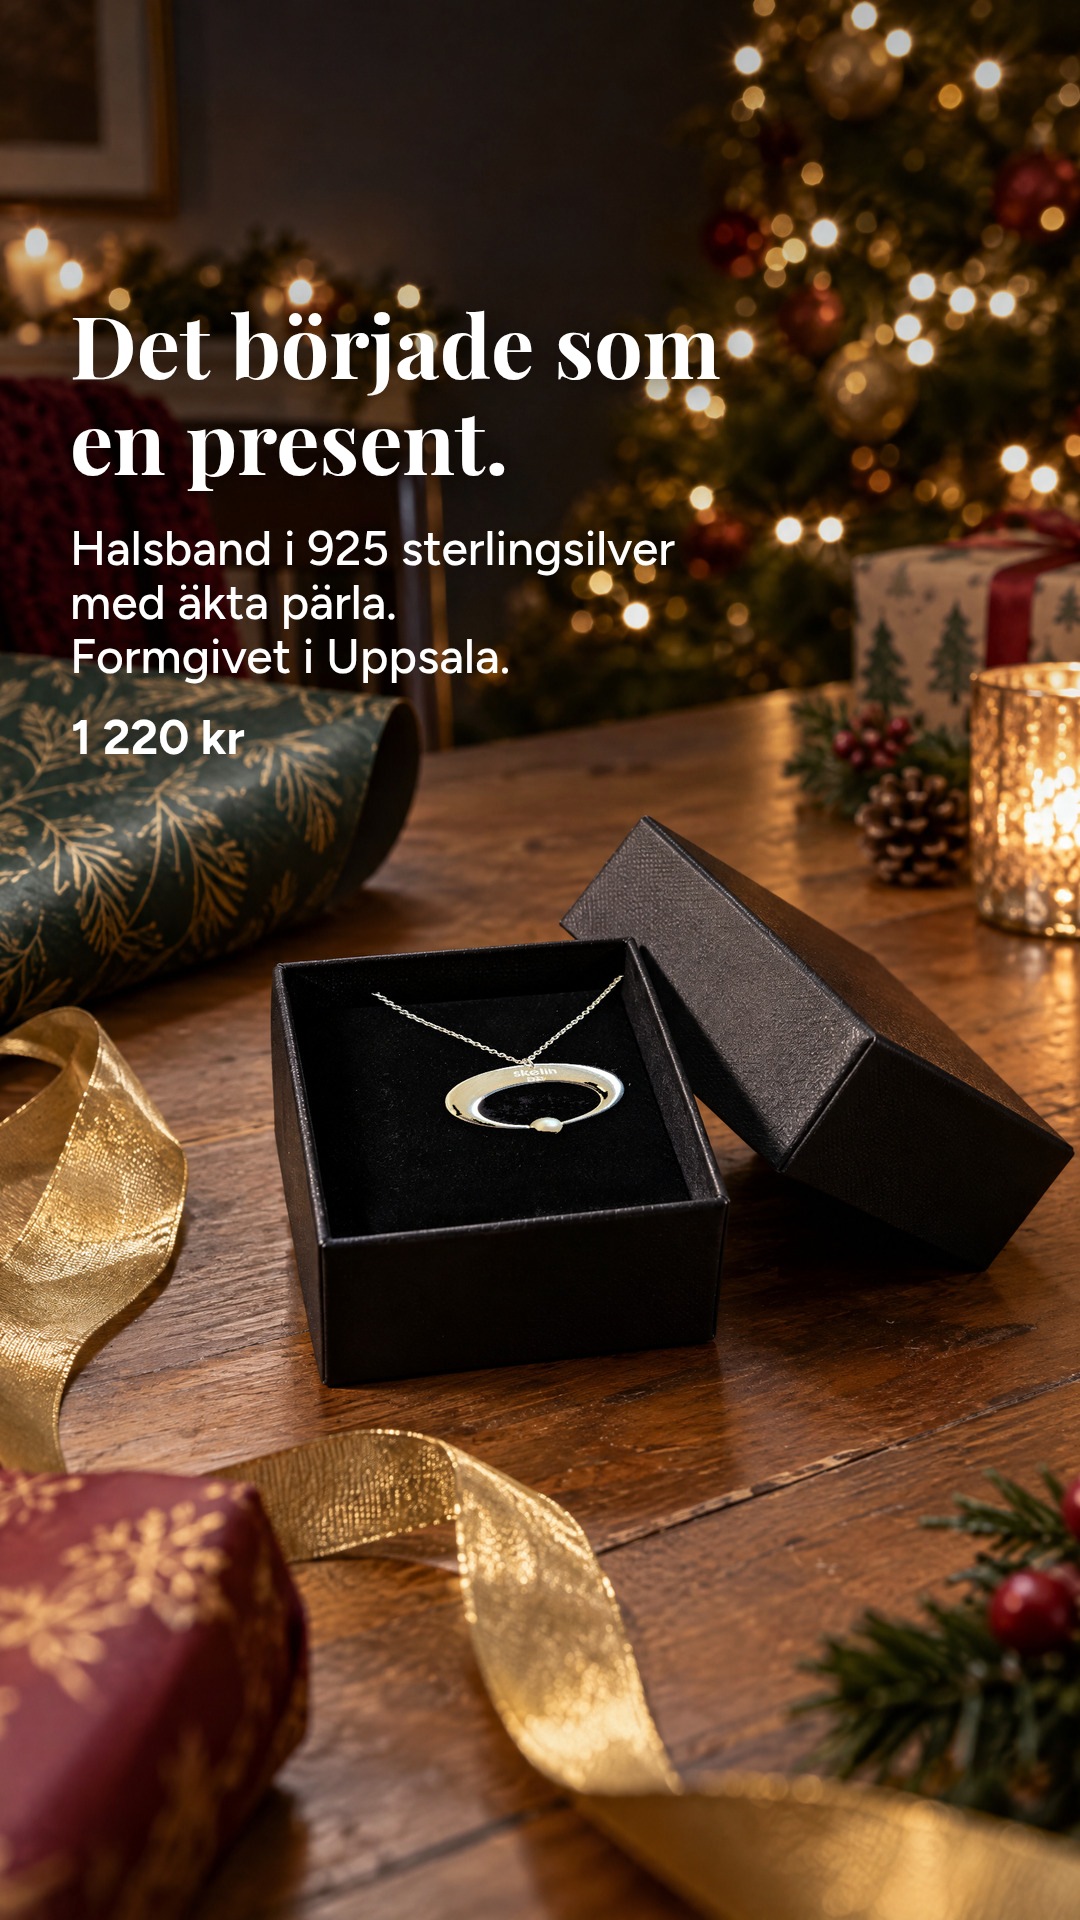 Det började som
en present.
Halsband i 925 sterlingsilver
med äkta pärla.
Formgivet i Uppsala.
1 220 kr
skelin